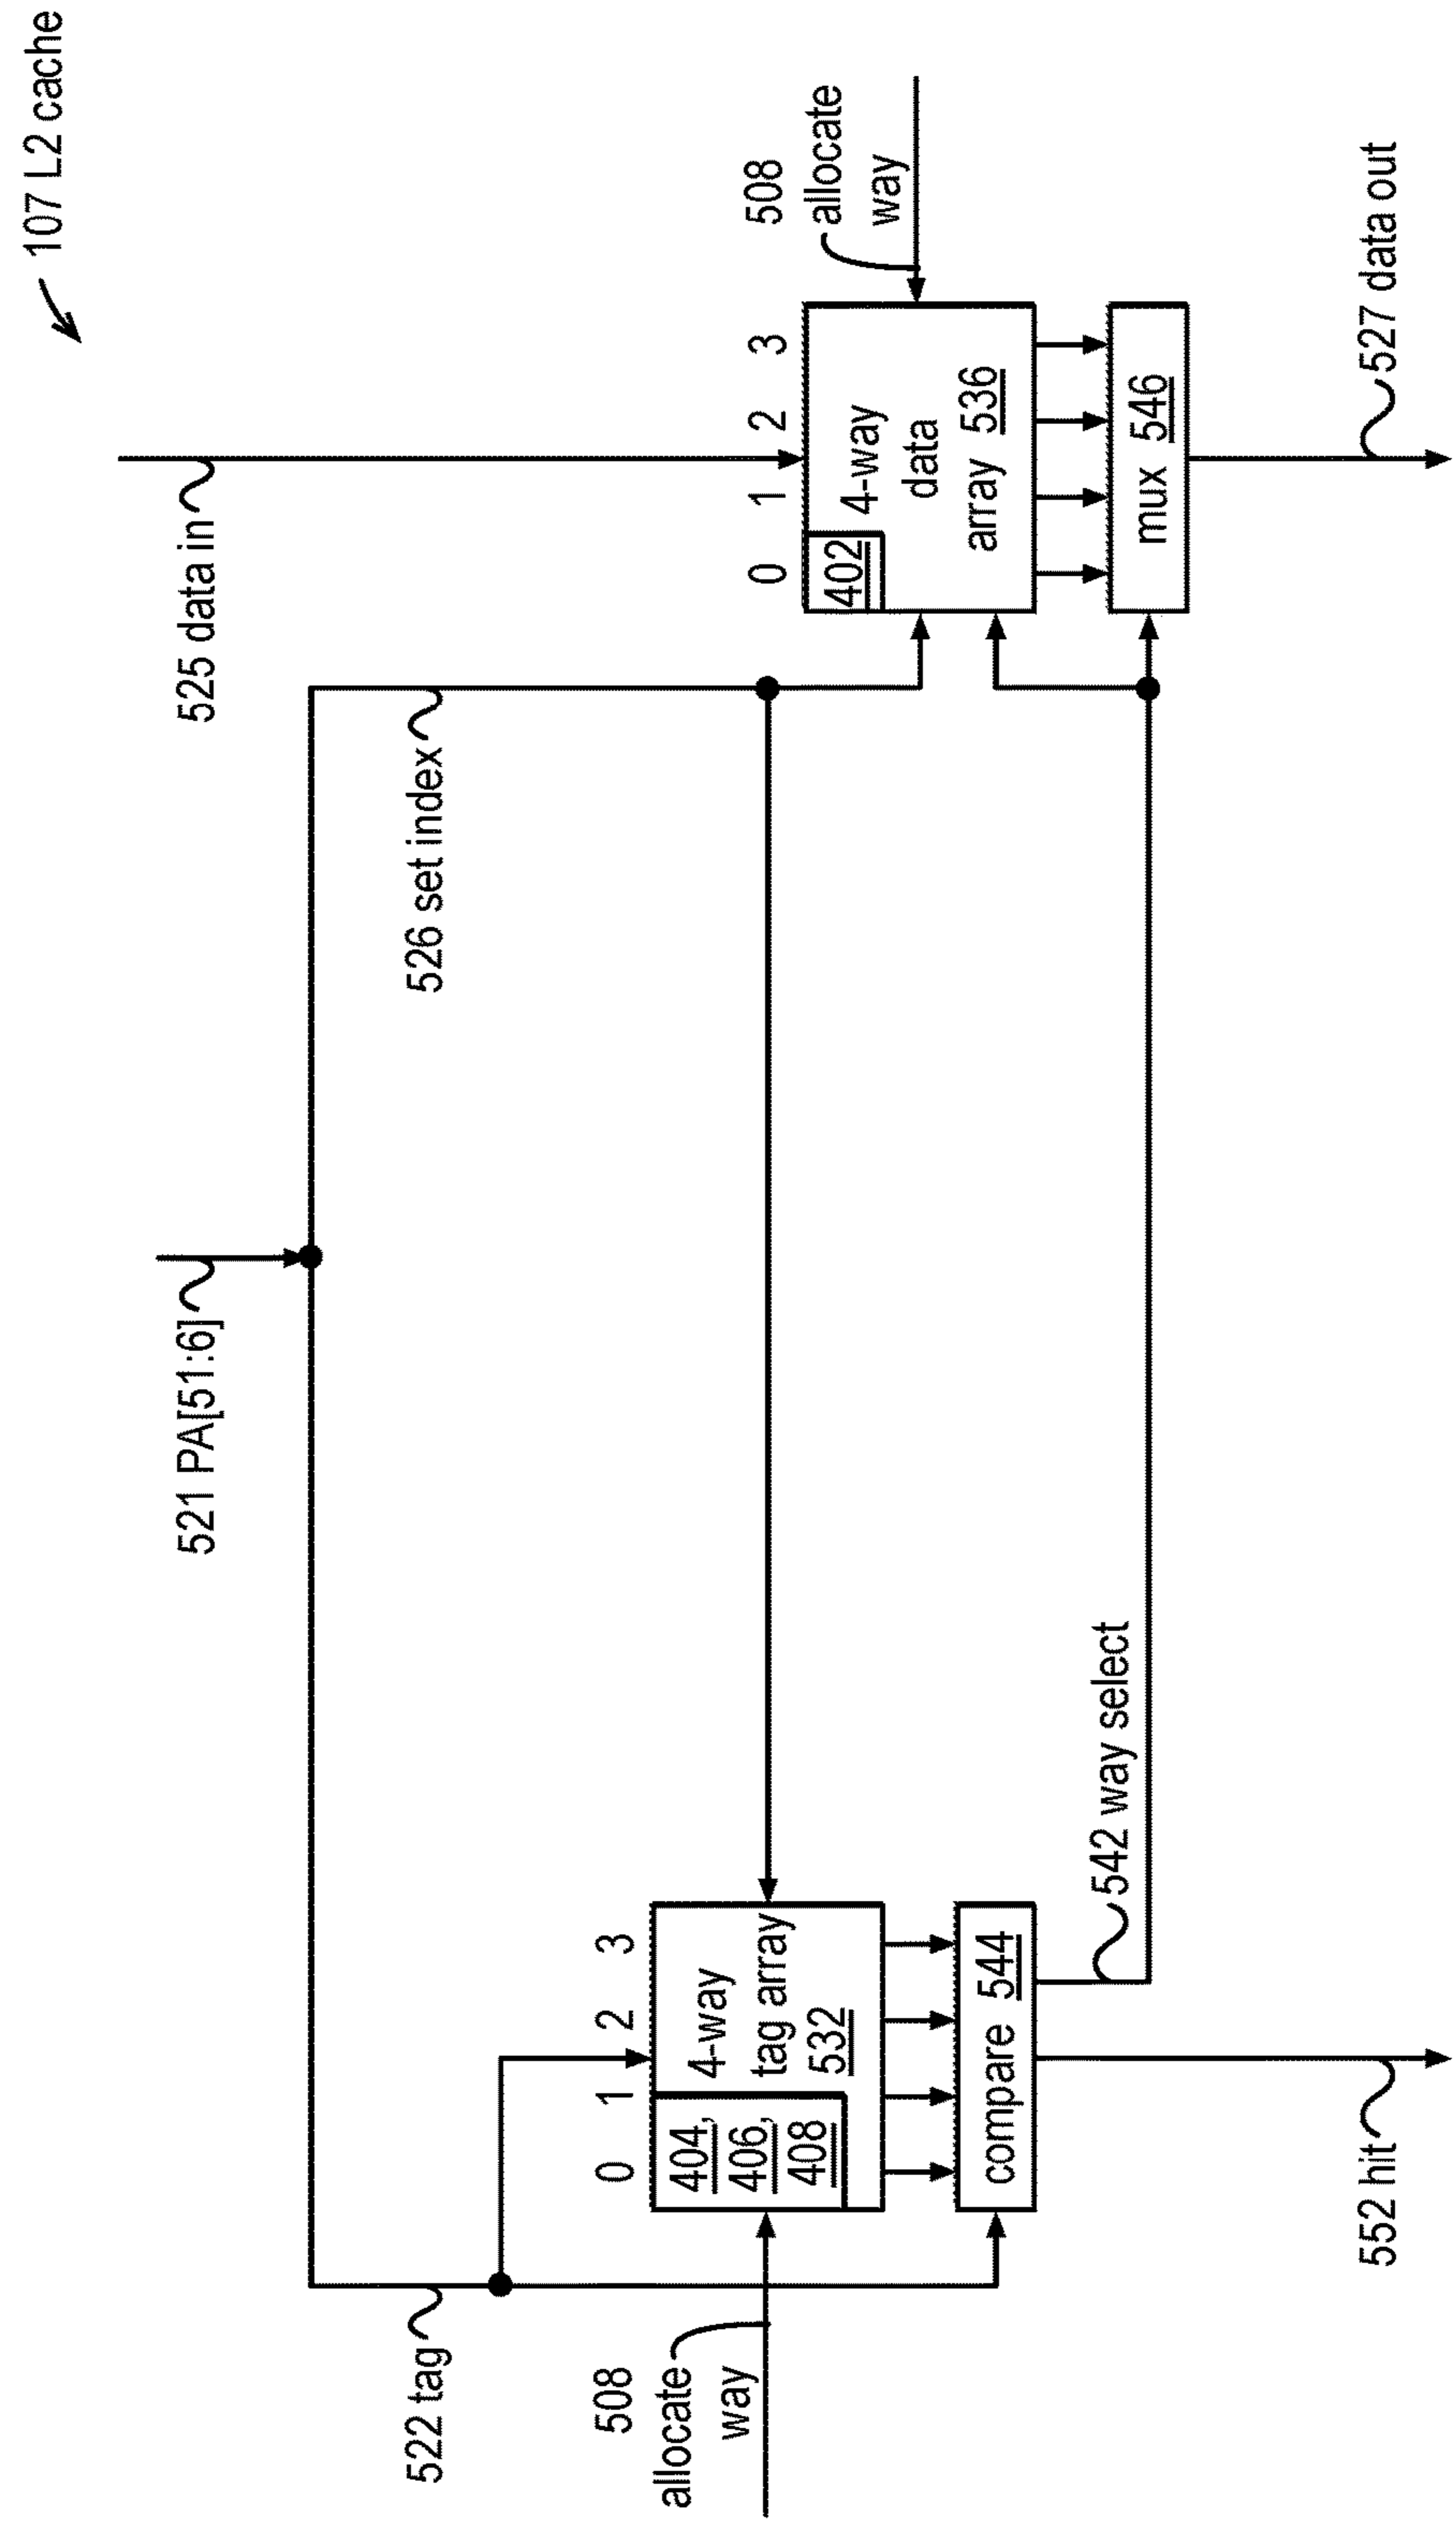 107 L2 cache
521 PA[51:6]
525 data in
522 tag
526 set index
508
allocate
way
0 1 2 3
404,
406,
408
4-way
tag array
532
0 1 2 3
402
4-way
data
array 536
508
allocate
way
compare 544
542 way select
mux 546
552 hit
527 data out